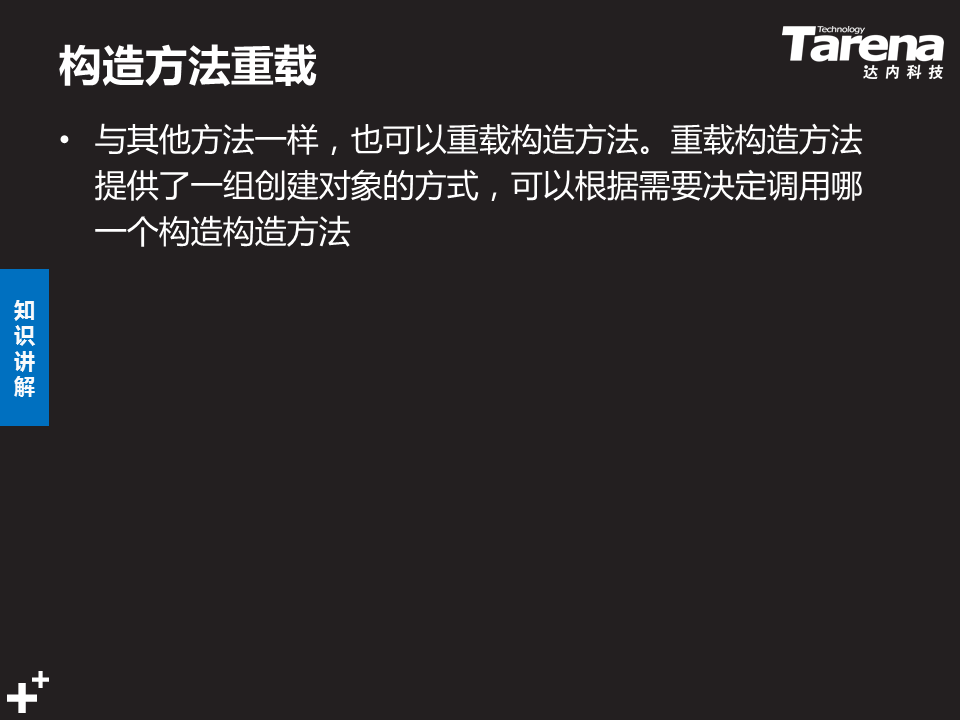 构造方法重载
Technology
Tarena
达内科技
• 与其他方法一样，也可以重载构造方法。重载构造方法
提供了一组创建对象的方式，可以根据需要决定调用哪
一个构造构造方法
知
识
讲
解